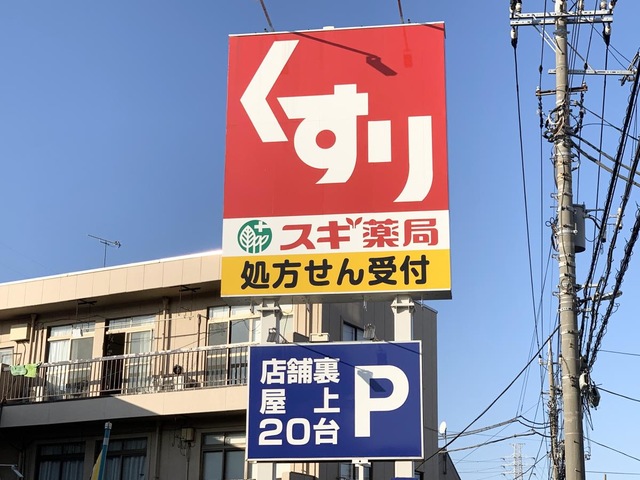 くすり
スギ薬局
処方せん受付
店舗裏
屋上
20台
P